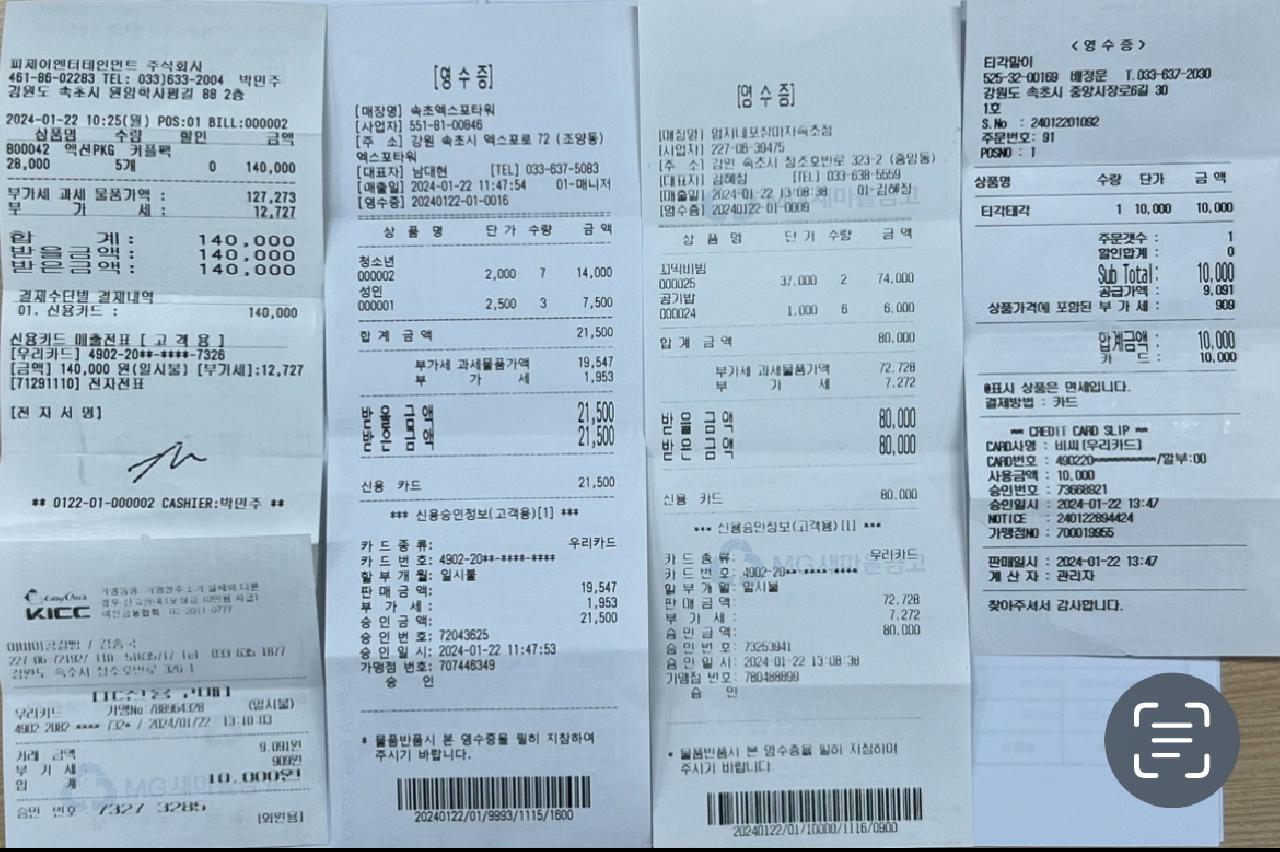 피제이엔터테인먼트 주식회사
461-86-02283 TEL: 033)633-2004 박민주
강원도 속초시 원암학사평길 88 2층
2024-01-22 10:25(월) POS:01 BILL:000002
상품명 수량 할인 금액
B00042 액션PKG 커플팩
28,000 5개 0 140,000
부가세 과세 물품가액 : 127,273
부 가 세 : 12,727
합 계 : 140,000
받을금액 : 140,000
받은금액 : 140,000
결제수단별 결제내역
01. 신용카드 : 140,000
신용카드 매출전표 [ 고 객 용 ]
[우리카드] 4902-20**-****-7326
[금액] 140,000 원(일시불) [부가세]:12,727
[71291110] 전자전표
[전 자 서 명]
** 0122-01-000002 CASHIER:박민주 **
EasyCheck
KICC
우리카드 가맹No:788964328 (일시불)
4902-2082-****-732* / 2024/01/22 13:10:03
거래 금액 9,091원
부 가 세 909원
합 계 10,000원
승인 번호 : 7327 3285
[회원용]
[영수증]
[매장명] 속초엑스포타워
[사업자] 551-81-00846
[주 소] 강원 속초시 엑스포로 72 (조양동)
엑스포타워
[대표자] 남대현 [TEL] 033-637-5083
[매출일] 2024-01-22 11:47:54 01-매니저
[영수증] 20240122-01-0016
상 품 명 단가 수량 금액
청소년
000002 2,000 7 14,000
성인
000001 2,500 3 7,500
합 계 금 액 21,500
부가세 과세물품가액 19,547
부 가 세 1,953
받 을 금 액 21,500
받 은 금 액 21,500
신용 카드 21,500
*** 신용승인정보(고객용)[1] ***
카 드 종 류: 우리카드
카 드 번 호: 4902-20**-****-****
할 부 개 월: 일시불
판 매 금 액: 19,547
부 가 세 : 1,953
승 인 금 액: 21,500
승 인 번 호: 72043625
승 인 일 시: 2024-01-22 11:47:53
가맹점 번호: 707446349
승 인
* 물품반품시 본 영수증을 필히 지참하여
주시기 바랍니다.
20240122/01/9993/1115/1600
[영수증]
[매장명] 엄지네포장마차속초점
[사업자] 227-06-39475
[주 소] 강원 속초시 청초호반로 323-2 (중앙동)
[대표자] 김혜정 [TEL] 033-638-5559
[매출일] 2024-01-22 13:08:38 01-김혜정
[영수증] 20240122-01-0009
상 품 명 단가 수량 금액
꼬막비빔
000025 37,000 2 74,000
공기밥
000024 1,000 6 6,000
합 계 금 액 80,000
부가세 과세물품가액 72,728
부 가 세 7,272
받 을 금 액 80,000
받 은 금 액 80,000
신용 카드 80,000
*** 신용승인정보(고객용)[1] ***
카 드 종 류: 우리카드
카 드 번 호: 4902-20**-****-****
할 부 개 월: 일시불
판 매 금 액: 72,728
부 가 세 : 7,272
승 인 금 액: 80,000
승 인 번 호: 73253941
승 인 일 시: 2024-01-22 13:08:38
가맹점 번호: 780488899
승 인
MG새마을금고
* 물품반품시 본 영수증을 필히 지참하여
주시기 바랍니다.
20240122/01/10000/1116/0900
<영수증>
티각말이
525-32-00169 배정문 T.033-637-2030
강원도 속초시 중앙시장로6길 30
1호
S.No : 24012201092
주문번호: 91
POSNO : 1
상품명 수량 단가 금액
티각태각 1 10,000 10,000
주문갯수 : 1
할인합계 : 0
Sub Total: 10,000
공급가액 : 9,091
상품가격에 포함된 부 가 세 : 909
합계금액 : 10,000
카 드 : 10,000
@표시 상품은 면세입니다.
결제방법 : 카드
** CREDIT CARD SLIP **
CARD사명 : 비씨[우리카드]
CARD번호 : 490220**********/할부:00
사용금액 : 10,000
승인번호 : 73668921
승인일시 : 2024-01-22 13:47
NOTICE : 240122894424
가맹점NO : 700019955
판매일시 : 2024-01-22 13:47
계 산 자 : 관리자
찾아주셔서 감사합니다.